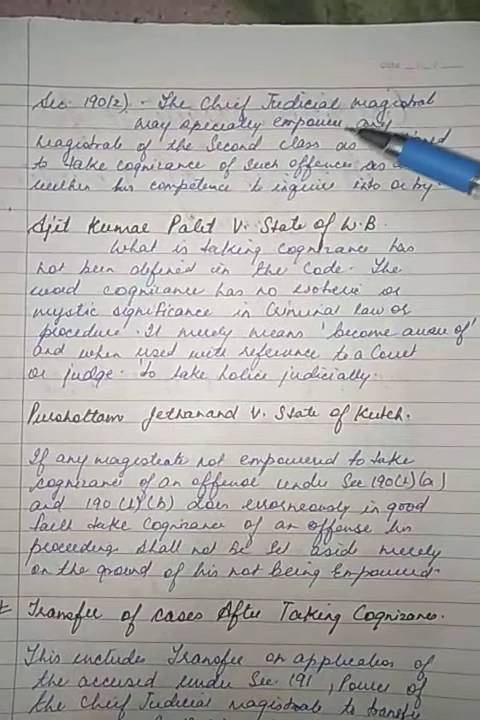 Date
Sec. 190(2) - The Chief Judicial magistrat
may specially empower any
magistrate of the Second class as
to take cognizance of such offences as
within his competence to inquire into or by.
Ajit Kumar Palit V. State of W.B.
What is taking cognizance has
not been defined in the Code. The
word cognizance has no esoteric or
mystic significance in Criminal law or
procedure. It merely means 'become aware of'
and when used with reference to a Court
or judge. to take notice judicially.
Purshottam Jethanand V. State of Kutch.
If any magistrate not empowered to take
cognizance of an offense under Sec 190(1)(a)
and 190(1)(b) does erroneously in good
faith take cognizance of an offense his
proceeding shall not be set aside merely
on the ground of his not being Empowered.
Transfer of cases After Taking Cognizance.
This includes Transfer on application of
the accused under Sec. 191, Power of
the Chief Judicial magistrate to transfer